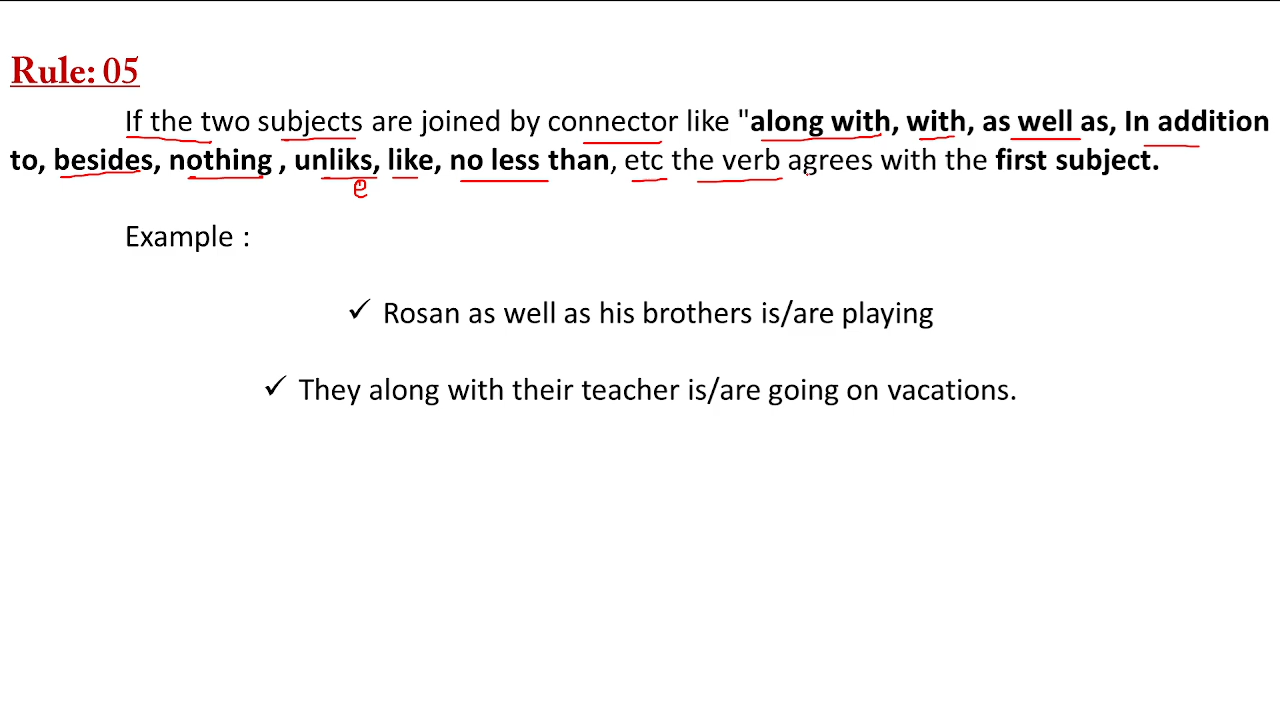 Rule: 05
If the two subjects are joined by connector like "along with, with, as well as, In addition
to, besides, nothing , unliks, like, no less than, etc the verb agrees with the first subject.
e
Example :
✓ Rosan as well as his brothers is/are playing
✓ They along with their teacher is/are going on vacations.